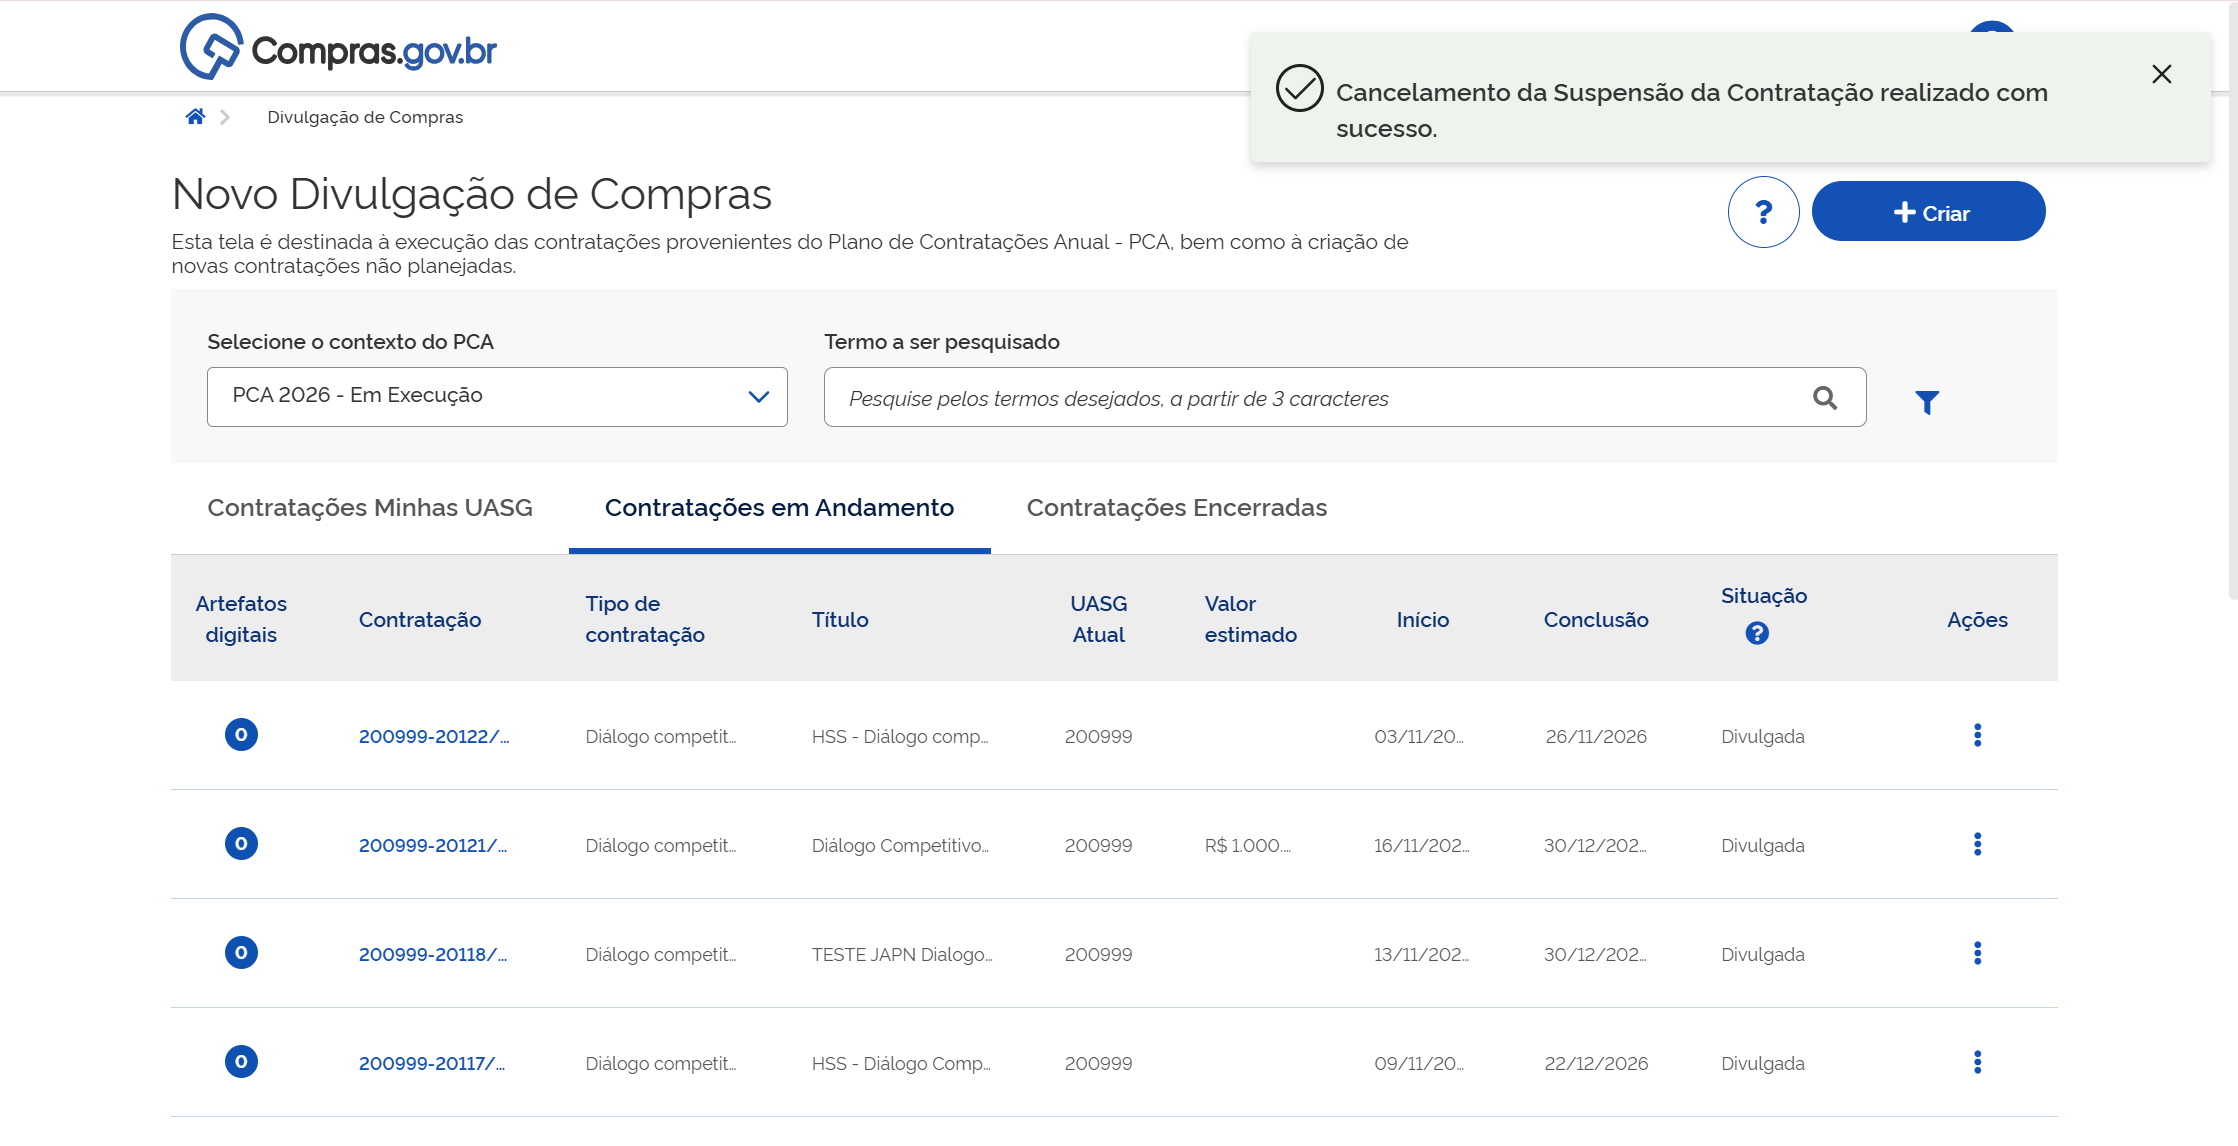 Compras.gov.br
Cancelamento da Suspensão da Contratação realizado com
sucesso.
Divulgação de Compras
Novo Divulgação de Compras
Esta tela é destinada à execução das contratações provenientes do Plano de Contratações Anual - PCA, bem como à criação de
novas contratações não planejadas.
? Criar
Selecione o contexto do PCA Termo a ser pesquisado
PCA 2026 - Em Execução Pesquise pelos termos desejados, a partir de 3 caracteres
Contratações Minhas UASG Contratações em Andamento Contratações Encerradas
Artefatos digitais Contratação Tipo de contratação Título UASG Atual Valor estimado Início Conclusão Situação ? Ações
0 200999-20122/... Diálogo competit... HSS - Diálogo comp... 200999 03/11/20... 26/11/2026 Divulgada
0 200999-20121/... Diálogo competit... Diálogo Competitivo... 200999 R$ 1.000.... 16/11/202... 30/12/202... Divulgada
0 200999-20118/... Diálogo competit... TESTE JAPN Dialogo... 200999 13/11/202... 30/12/202... Divulgada
0 200999-20117/... Diálogo competit... HSS - Diálogo Comp... 200999 09/11/20... 22/12/2026 Divulgada